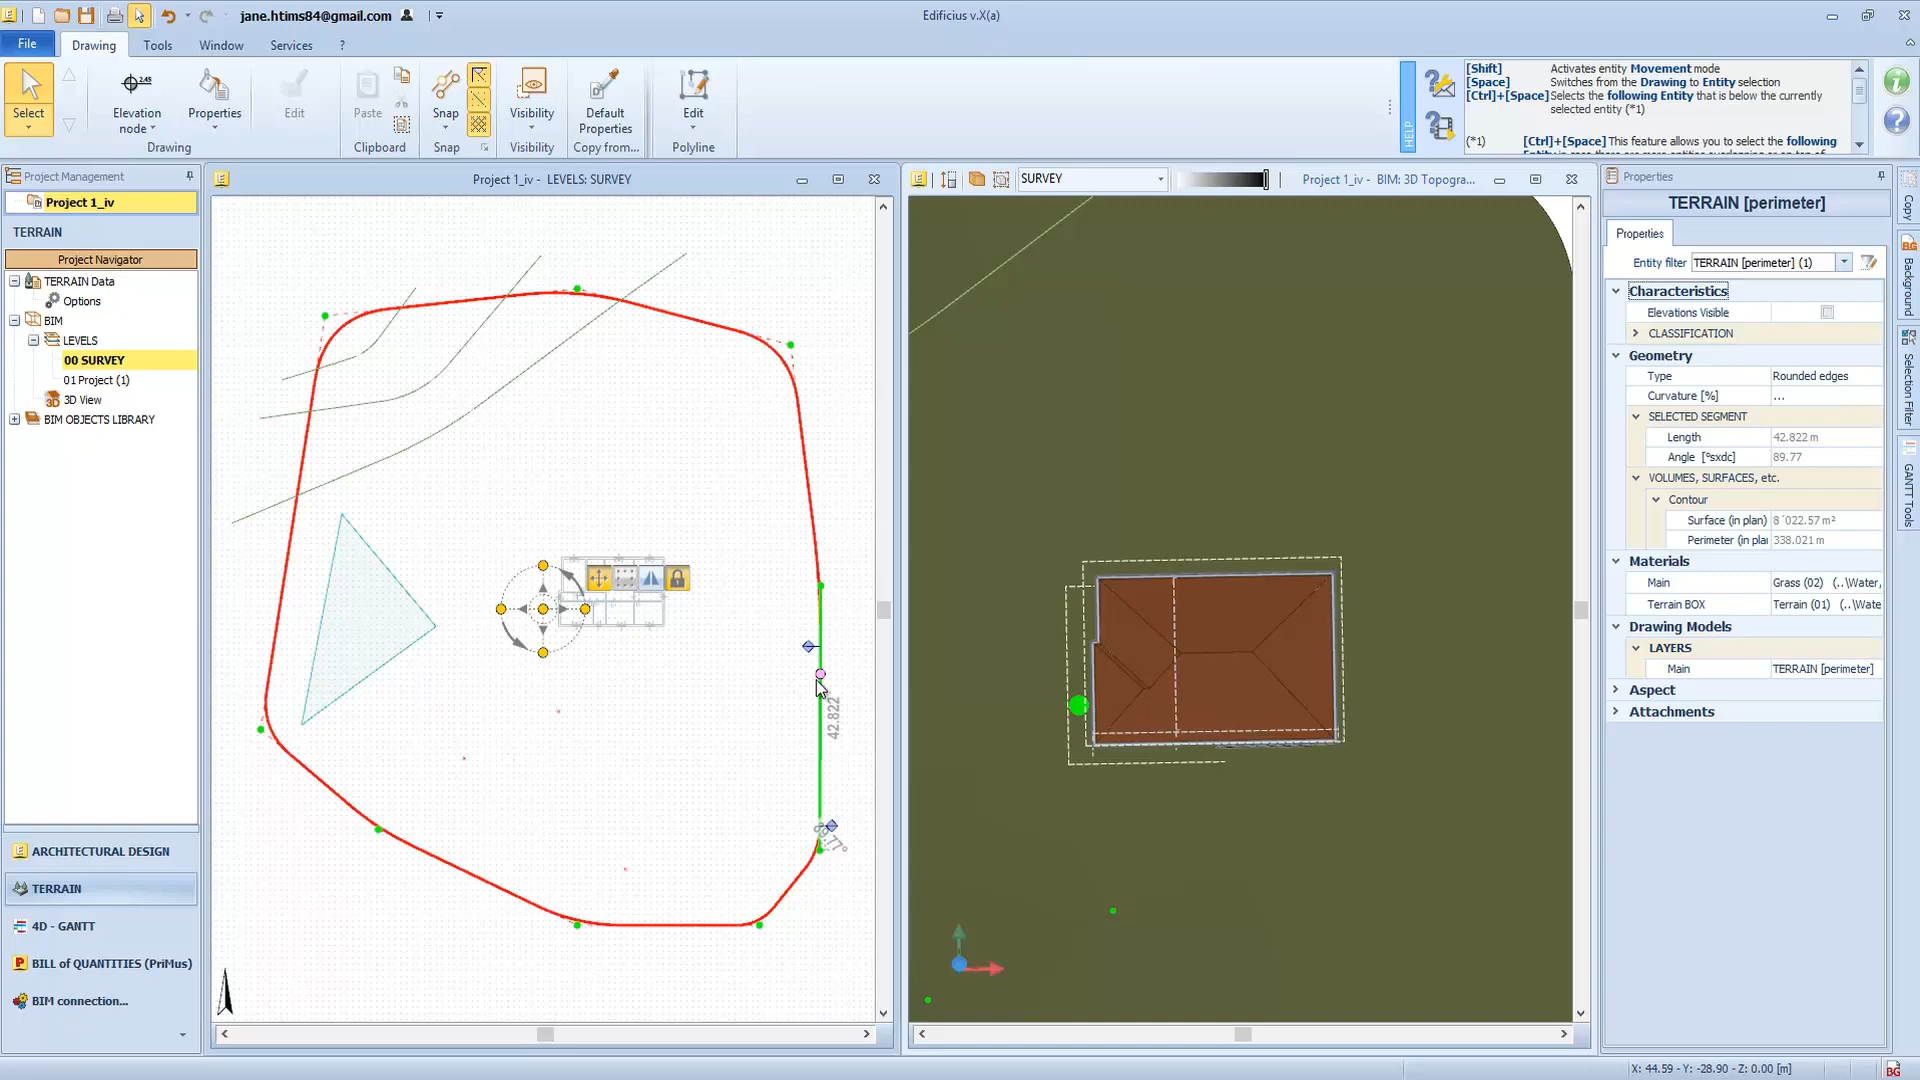 jane.htims84@gmail.com
Edificius v.X(a)
File
Drawing
Tools
Window
Services
?
Select
Elevation
node
Properties
Edit
Paste
Snap
Visibility
Default
Properties
Edit
Drawing
Clipboard
Snap
Visibility
Copy from...
Polyline
HELP
[Shift] Activates entity Movement mode
[Space] Switches from the Drawing to Entity selection
[Ctrl]+[Space] Selects the following Entity that is below the currently
selected entity (*1)
(*1) [Ctrl]+[Space] This feature allows you to select the following
Project Management
Project 1_iv
TERRAIN
Project Navigator
TERRAIN Data
Options
BIM
LEVELS
00 SURVEY
01 Project (1)
3D View
BIM OBJECTS LIBRARY
ARCHITECTURAL DESIGN
TERRAIN
4D - GANTT
BILL of QUANTITIES (PriMus)
BIM connection...
Project 1_iv - LEVELS: SURVEY
42.822
SURVEY
Project 1_iv - BIM: 3D Topogra...
Properties
TERRAIN [perimeter]
Properties
Entity filter TERRAIN [perimeter] (1)
Characteristics
Elevations Visible
CLASSIFICATION
Geometry
Type Rounded edges
Curvature [%] ...
SELECTED SEGMENT
Length 42.822 m
Angle [°sxdc] 89.77
VOLUMES, SURFACES, etc.
Contour
Surface (in plan) 8´022.57 m²
Perimeter (in plan 338.021 m
Materials
Main Grass (02) (..\Water,
Terrain BOX Terrain (01) (..\Wate
Drawing Models
LAYERS
Main TERRAIN [perimeter]
Aspect
Attachments
Copy
Background
Selection Filter
GANTT Tools
X: 44.59 - Y: -28.90 - Z: 0.00 [m]
BG